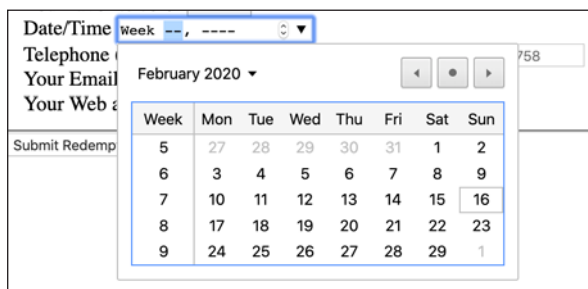 Date/Time Week --, ----
Telephone 758
February 2020
Your Email
Your Web
Week Mon Tue Wed Thu Fri Sat Sun
Submit Redemp
5 27 28 29 30 31 1 2
6 3 4 5 6 7 8 9
7 10 11 12 13 14 15 16
8 17 18 19 20 21 22 23
9 24 25 26 27 28 29 1